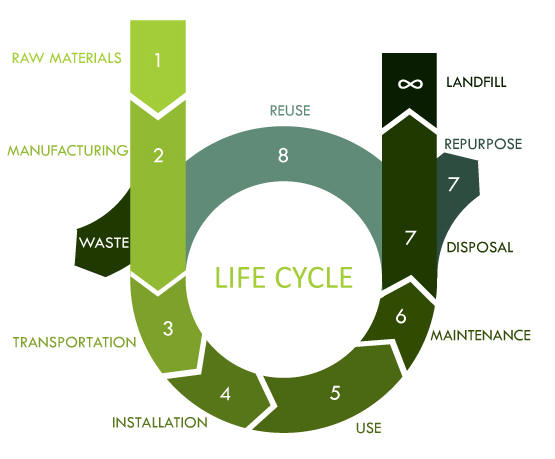 RAW MATERIALS
1
MANUFACTURING
2
WASTE
TRANSPORTATION
3
INSTALLATION
4
5
USE
6
MAINTENANCE
7
DISPOSAL
7
REPURPOSE
∞
LANDFILL
REUSE
8
LIFE CYCLE